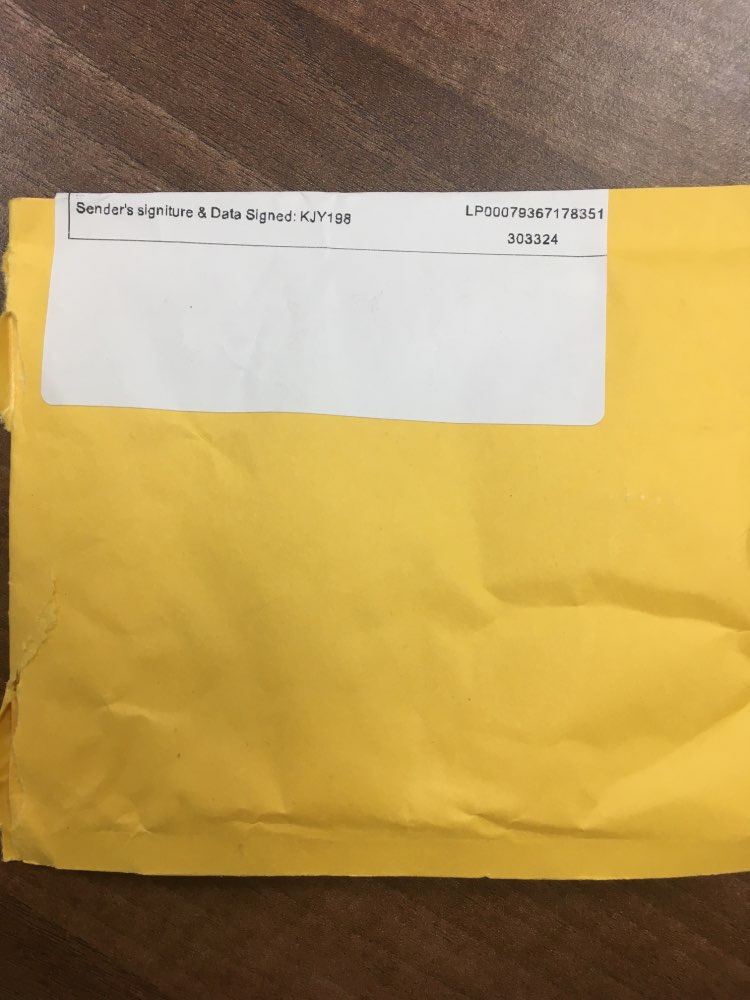 Sender's signiture & Data Signed: KJY198
LP00079367178351
303324